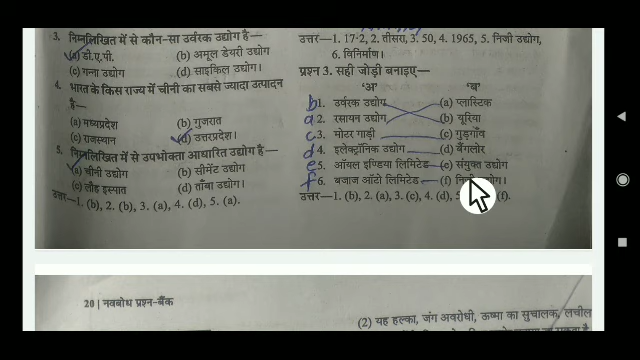 3. निम्नलिखित में से कौन-सा उर्वरक उद्योग है—
(a) डी.ए.पी. (b) अमूल डेयरी उद्योग
(c) गन्ना उद्योग (d) साइकिल उद्योग।
4. भारत के किस राज्य में चीनी का सबसे ज्यादा उत्पादन
है—
(a) मध्यप्रदेश (b) गुजरात
(c) राजस्थान (d) उत्तरप्रदेश।
5. निम्नलिखित में से उपभोक्ता आधारित उद्योग है—
(a) चीनी उद्योग (b) सीमेंट उद्योग
(c) लौह इस्पात (d) ताँबा उद्योग।
उत्तर—1. (b), 2. (b), 3. (a), 4. (d), 5. (a).
उत्तर—1. 17·2, 2. तीसरा, 3. 50, 4. 1965, 5. निजी उद्योग,
6. विनिर्माण।
प्रश्न 3. सही जोड़ी बनाइए—
'अ' 'ब'
b 1. उर्वरक उद्योग (a) प्लास्टिक
a 2. रसायन उद्योग (b) यूरिया
c 3. मोटर गाड़ी (c) गुड़गाँव
d 4. इलेक्ट्रॉनिक उद्योग (d) बैंगलोर
e 5. ऑयल इण्डिया लिमिटेड (e) संयुक्त उद्योग
f 6. बजाज ऑटो लिमिटेड (f)
उत्तर—1. (b), 2. (a), 3. (c), 4. (d), (f).
20 | नवबोध प्रश्न-बैंक
(2) यह हल्का, जंग अवरोधी, ऊष्मा का सुचालक, लचील